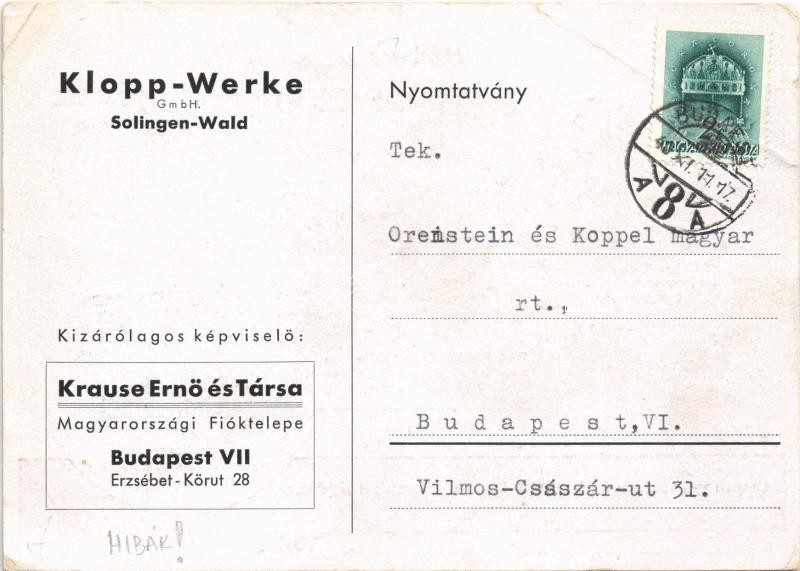 Klopp-Werke
GmbH.
Solingen-Wald
Kizárólagos képviselö:
Krause Ernö és Társa
Magyarországi Fióktelepe
Budapest VII
Erzsébet-Körut 28
HIBÁK!
Nyomtatvány
Tek.
Orenstein és Koppel magyar
rt.,
Budapest,VI.
Vilmos-Császár-ut 31.
A 8 A